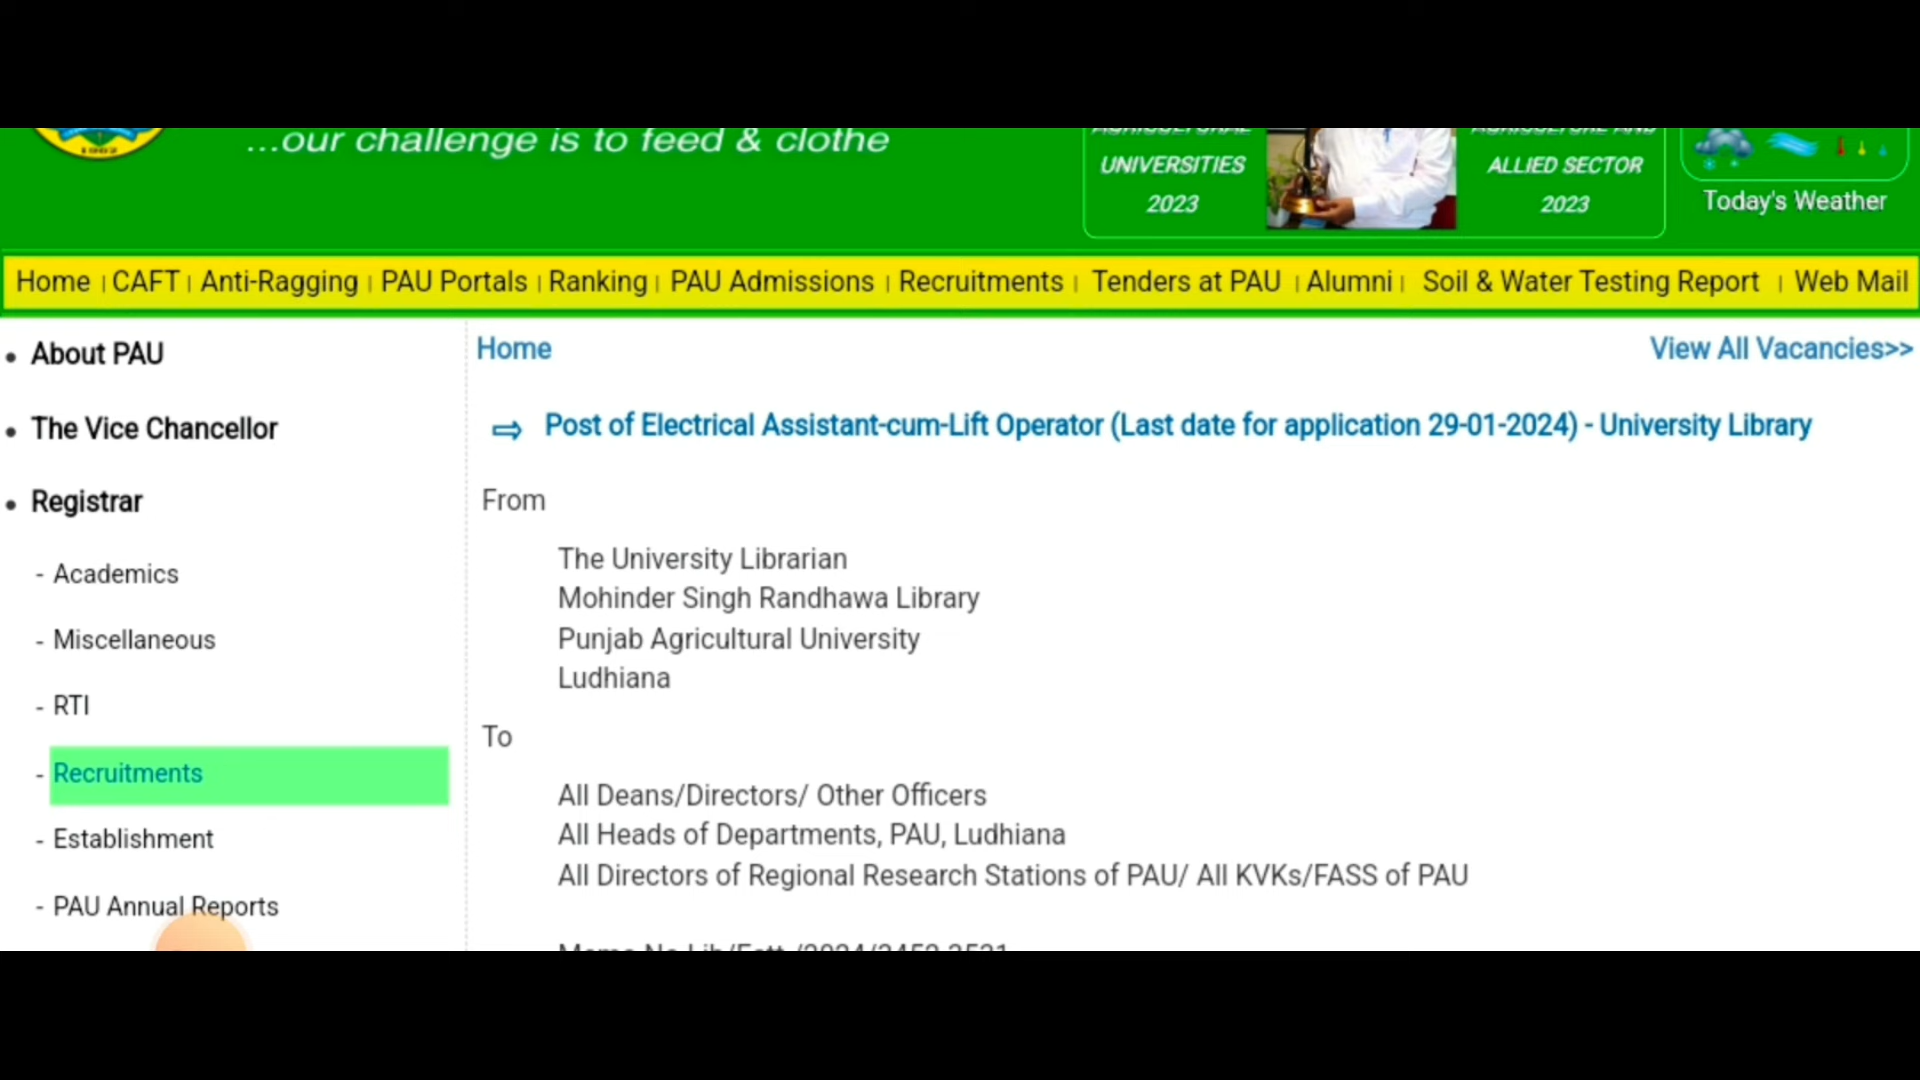 1962
...our challenge is to feed & clothe
UNIVERSITIES
2023
ALLIED SECTOR
2023
Today's Weather
Home | CAFT | Anti-Ragging | PAU Portals | Ranking | PAU Admissions | Recruitments | Tenders at PAU | Alumni | Soil & Water Testing Report | Web Mail
• About PAU
• The Vice Chancellor
• Registrar
- Academics
- Miscellaneous
- RTI
- Recruitments
- Establishment
- PAU Annual Reports
Home
View All Vacancies>>
⇨ Post of Electrical Assistant-cum-Lift Operator (Last date for application 29-01-2024) - University Library
From
The University Librarian
Mohinder Singh Randhawa Library
Punjab Agricultural University
Ludhiana
To
All Deans/Directors/ Other Officers
All Heads of Departments, PAU, Ludhiana
All Directors of Regional Research Stations of PAU/ All KVKs/FASS of PAU